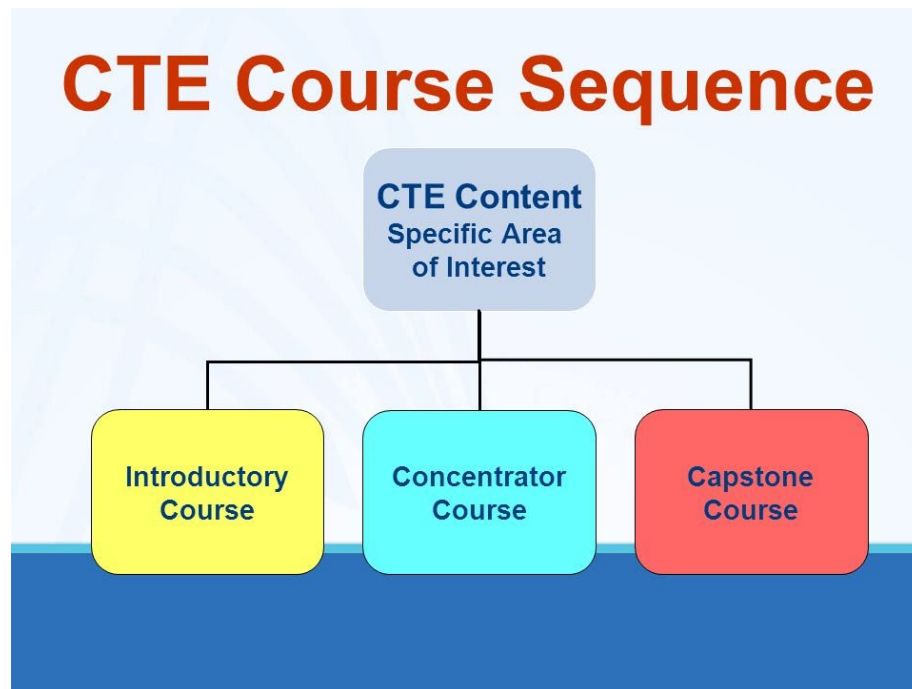 CTE Course Sequence
CTE Content
Specific Area
of Interest
Introductory
Course
Concentrator
Course
Capstone
Course